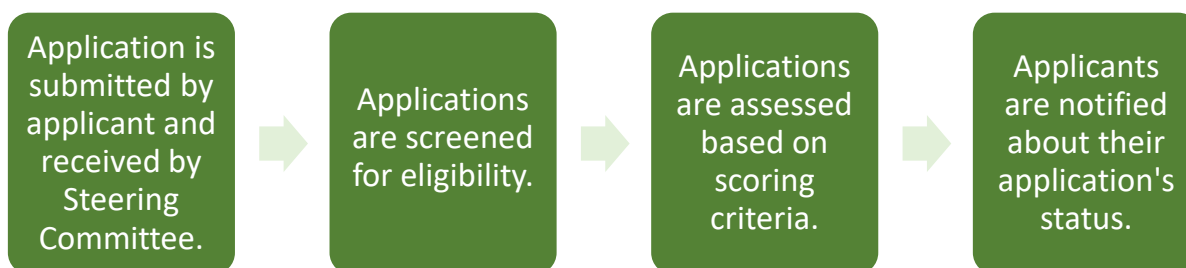 Application is
submitted by
applicant and
received by
Steering
Committee.
Applications
are screened
for eligibility.
Applications
are assessed
based on
scoring
criteria.
Applicants
are notified
about their
application's
status.